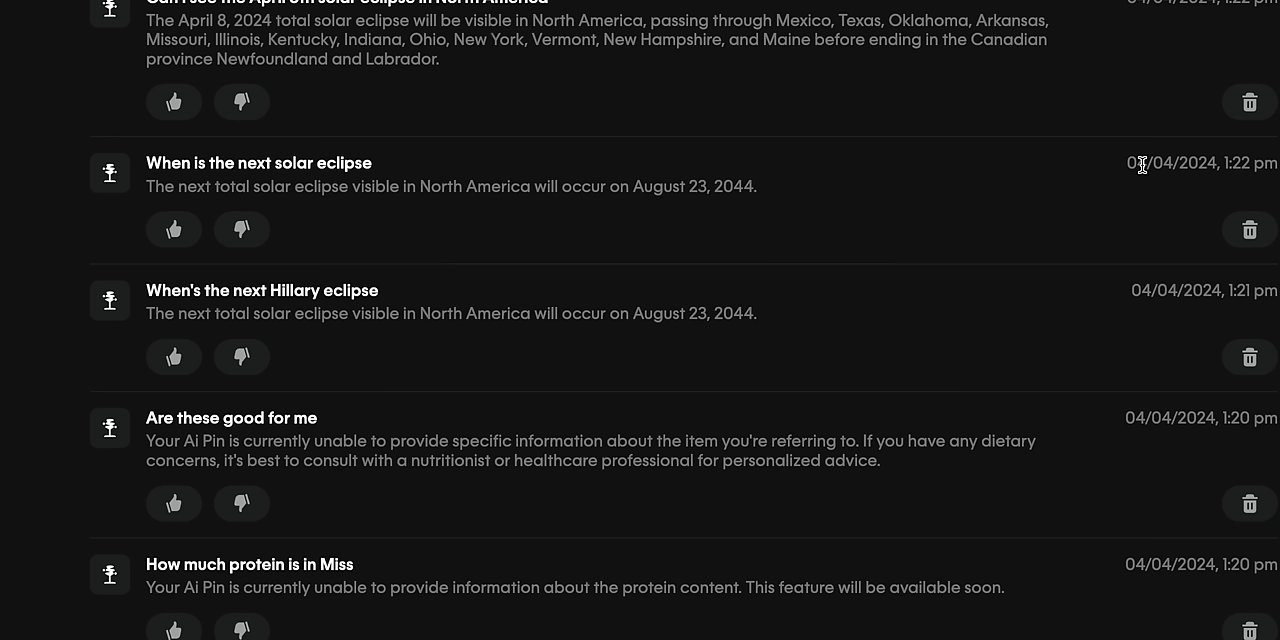 The April 8, 2024 total solar eclipse will be visible in North America, passing through Mexico, Texas, Oklahoma, Arkansas,
Missouri, Illinois, Kentucky, Indiana, Ohio, New York, Vermont, New Hampshire, and Maine before ending in the Canadian
province Newfoundland and Labrador.
When is the next solar eclipse
04/04/2024, 1:22 pm
The next total solar eclipse visible in North America will occur on August 23, 2044.
When's the next Hillary eclipse
04/04/2024, 1:21 pm
The next total solar eclipse visible in North America will occur on August 23, 2044.
Are these good for me
04/04/2024, 1:20 pm
Your Ai Pin is currently unable to provide specific information about the item you're referring to. If you have any dietary
concerns, it's best to consult with a nutritionist or healthcare professional for personalized advice.
How much protein is in Miss
04/04/2024, 1:20 pm
Your Ai Pin is currently unable to provide information about the protein content. This feature will be available soon.